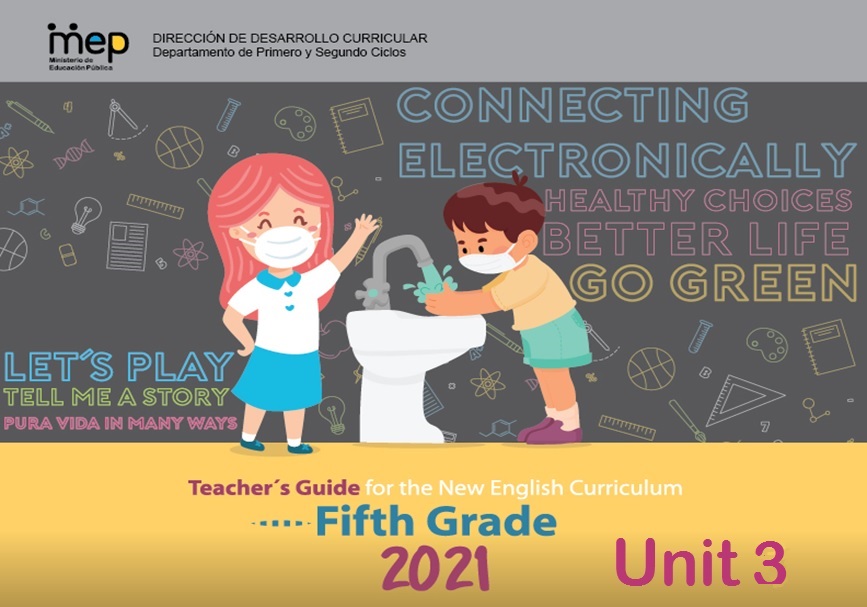 mep
Ministerio de
Educación Pública
DIRECCIÓN DE DESARROLLO CURRICULAR
Departamento de Primero y Segundo Ciclos
CONNECTING
ELECTRONICALLY
HEALTHY CHOICES
BETTER LIFE
GO GREEN
LET´S PLAY
TELL ME A STORY
PURA VIDA IN MANY WAYS
Teacher´s Guide for the New English Curriculum
Fifth Grade
2021
Unit 3